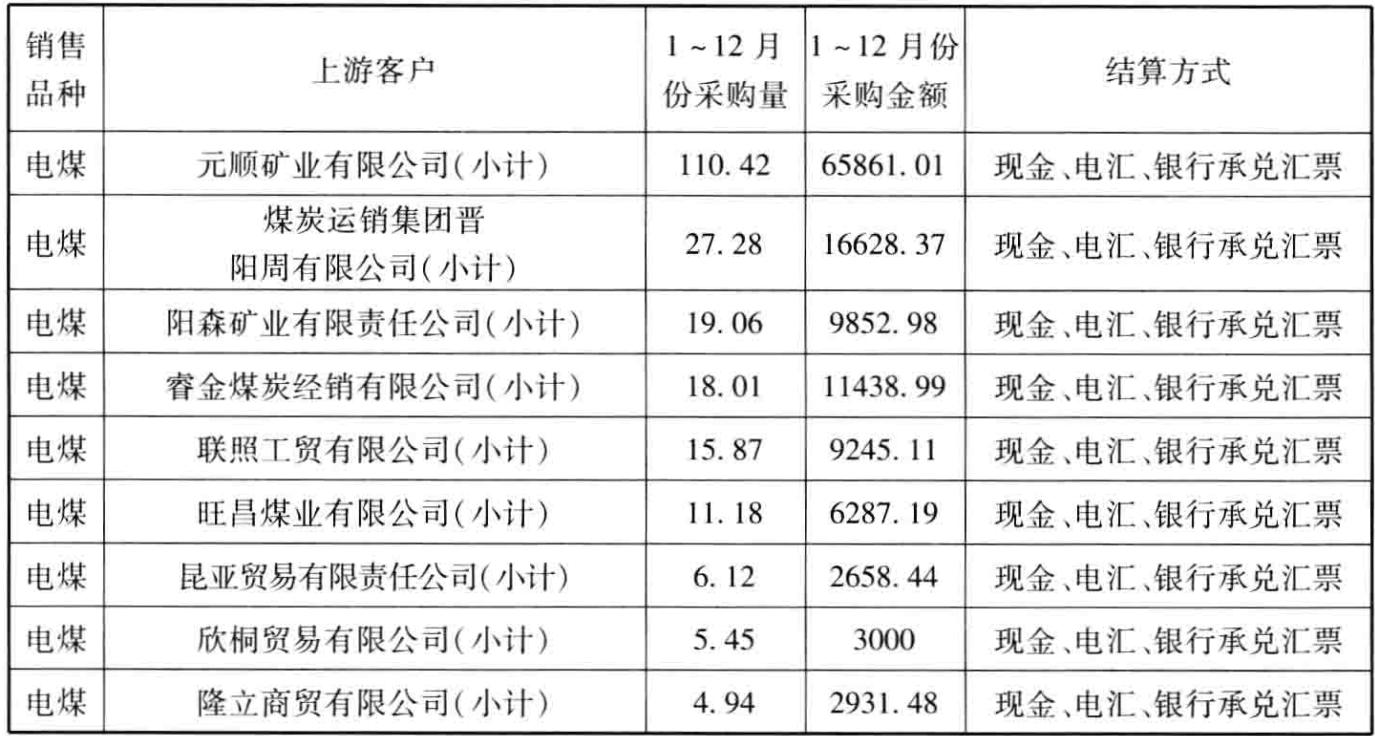 销售品种 上游客户 1~12月份采购量 1~12月份采购金额 结算方式
电煤 元顺矿业有限公司(小计) 110.42 65861.01 现金、电汇、银行承兑汇票
电煤 煤炭运销集团晋阳周有限公司(小计) 27.28 16628.37 现金、电汇、银行承兑汇票
电煤 阳森矿业有限责任公司(小计) 19.06 9852.98 现金、电汇、银行承兑汇票
电煤 睿金煤炭经销有限公司(小计) 18.01 11438.99 现金、电汇、银行承兑汇票
电煤 联照工贸有限公司(小计) 15.87 9245.11 现金、电汇、银行承兑汇票
电煤 旺昌煤业有限公司(小计) 11.18 6287.19 现金、电汇、银行承兑汇票
电煤 昆亚贸易有限责任公司(小计) 6.12 2658.44 现金、电汇、银行承兑汇票
电煤 欣桐贸易有限公司(小计) 5.45 3000 现金、电汇、银行承兑汇票
电煤 隆立商贸有限公司(小计) 4.94 2931.48 现金、电汇、银行承兑汇票